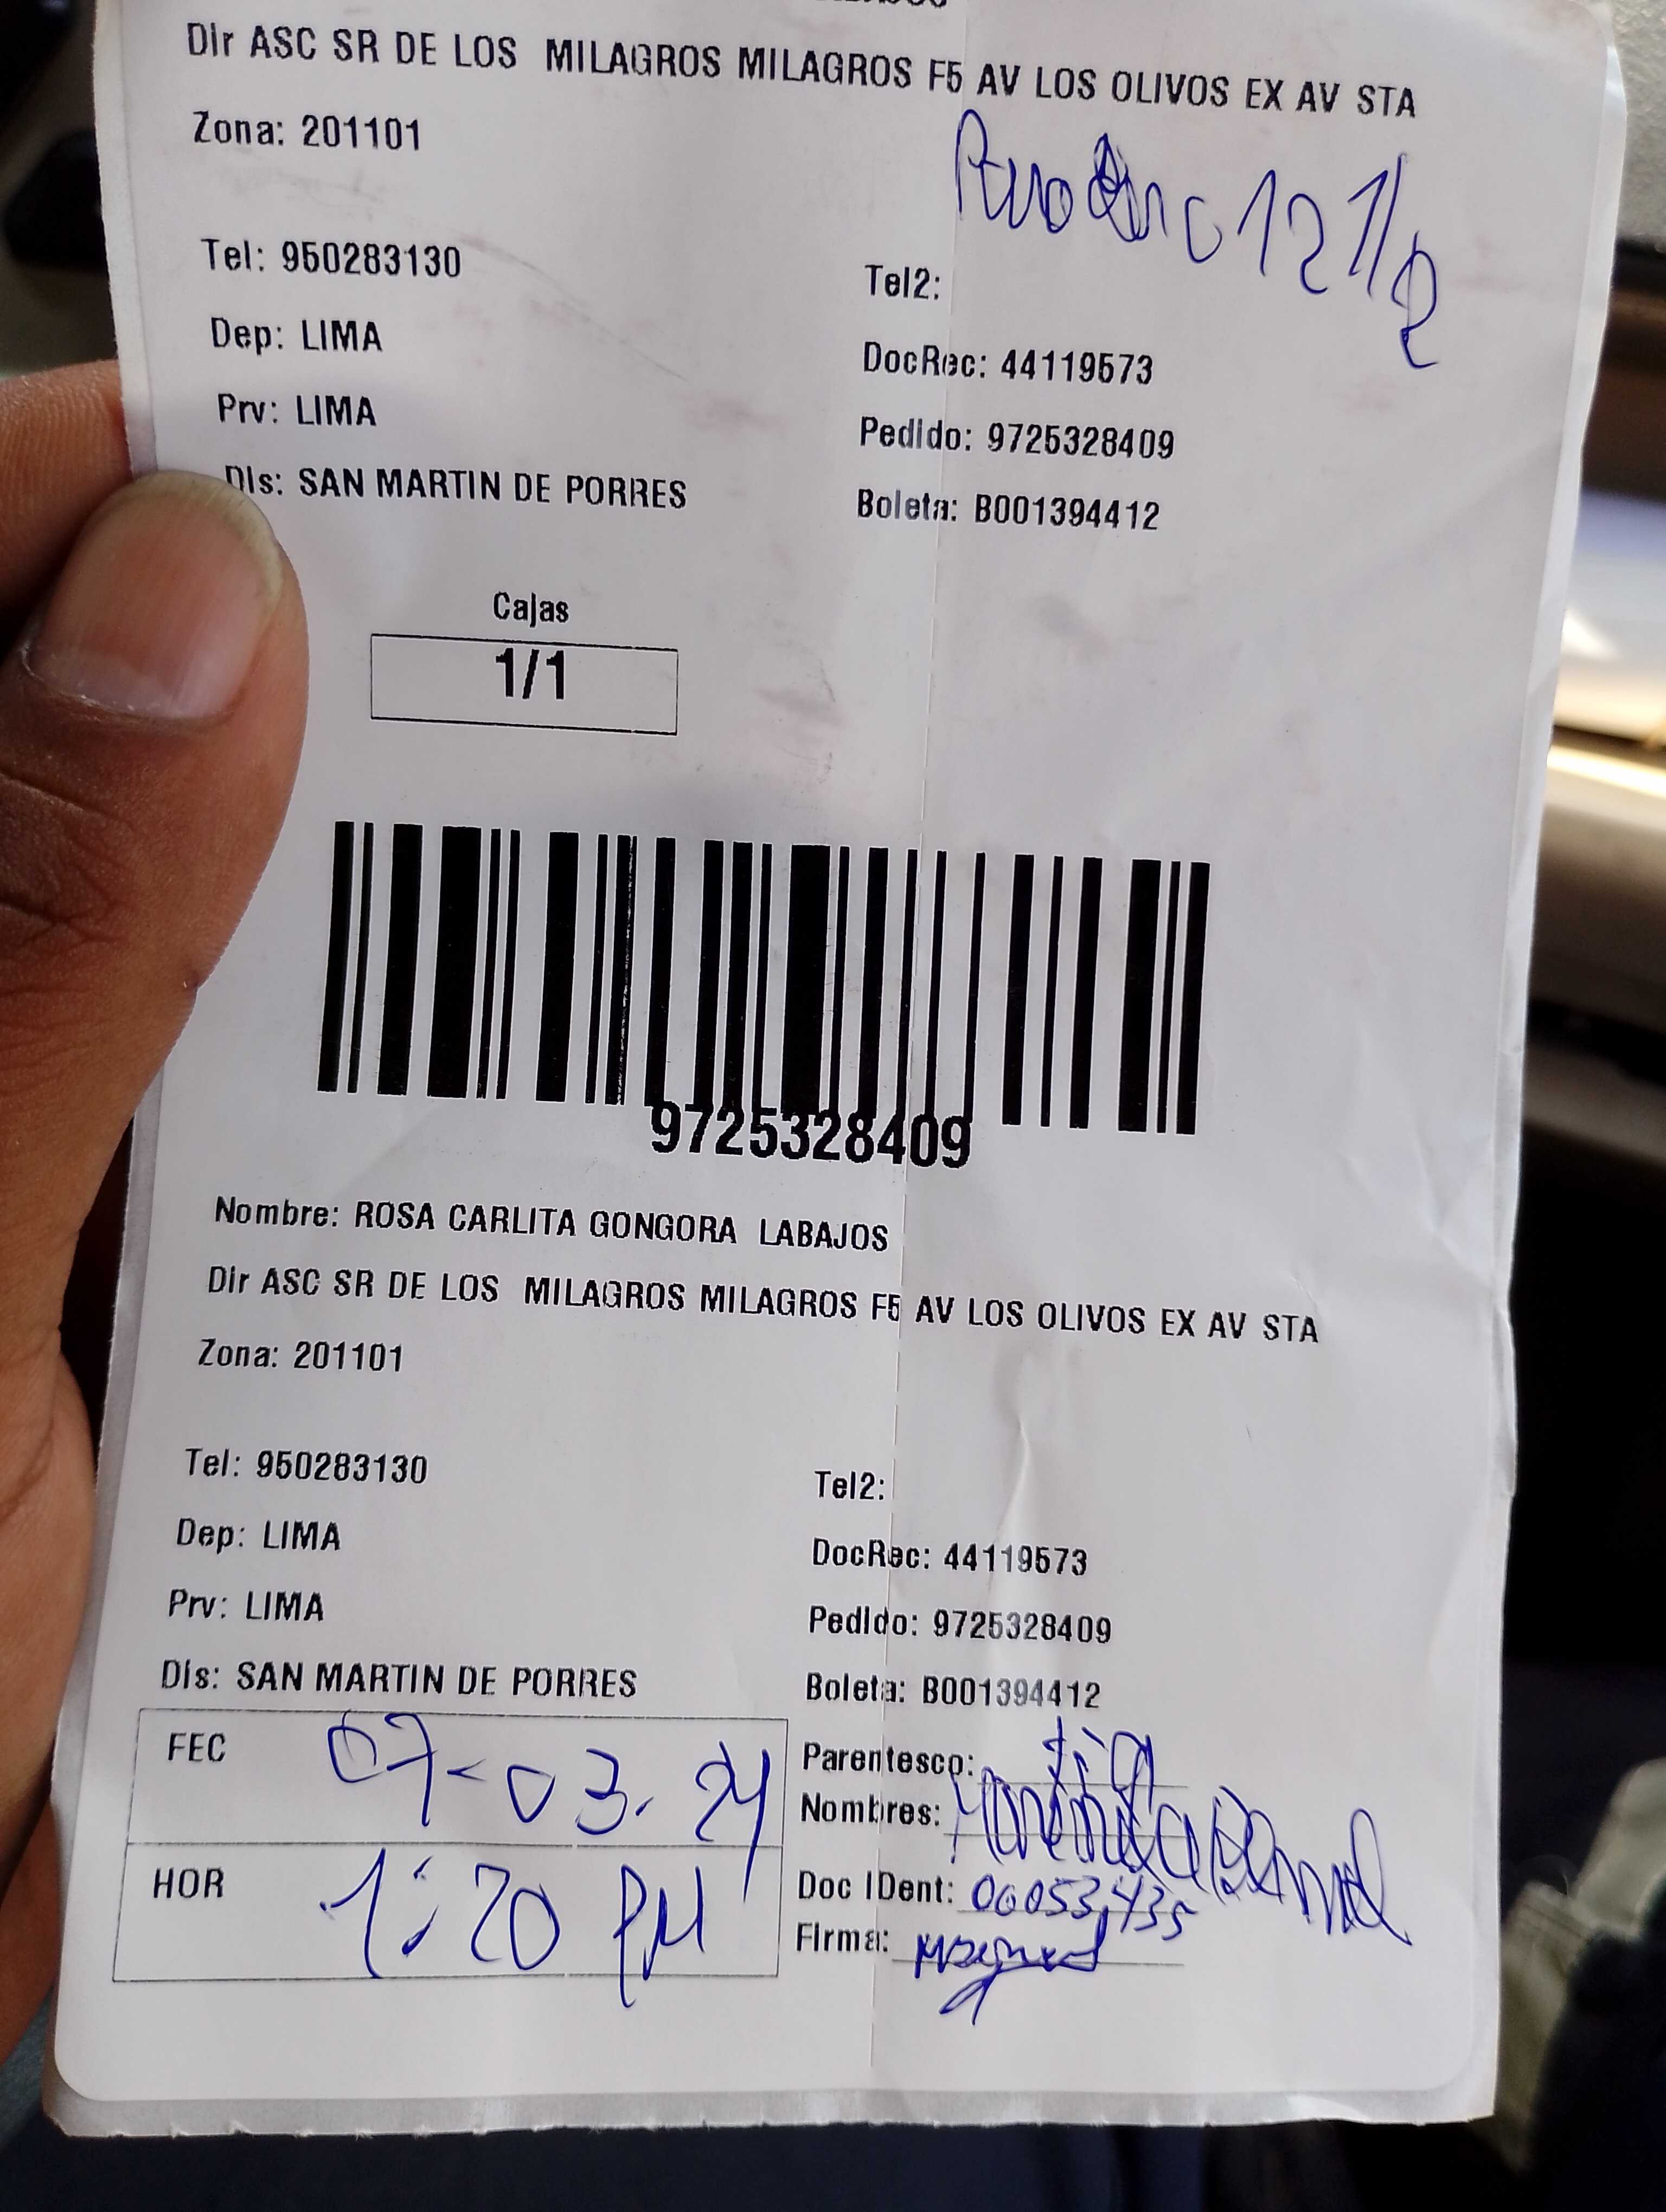 Dir ASC SR DE LOS MILAGROS MILAGROS F5 AV LOS OLIVOS EX AV STA
Zona: 201101
12 1/2
Tel: 950283130
Tel2:
Dep: LIMA
DocRec: 44119573
Prv: LIMA
Pedido: 9725328409
Dis: SAN MARTIN DE PORRES
Boleta: B001394412
Cajas
1/1
9725328409
Nombre: ROSA CARLITA GONGORA LABAJOS
Dir ASC SR DE LOS MILAGROS MILAGROS F5 AV LOS OLIVOS EX AV STA
Zona: 201101
Tel: 950283130
Tel2:
Dep: LIMA
DocRec: 44119573
Prv: LIMA
Pedido: 9725328409
Dis: SAN MARTIN DE PORRES
Boleta: B001394412
FEC 07-03.24
Parentesco: tia
Nombres:
HOR 1:20 PM
Doc IDent: 06053435
Firma: